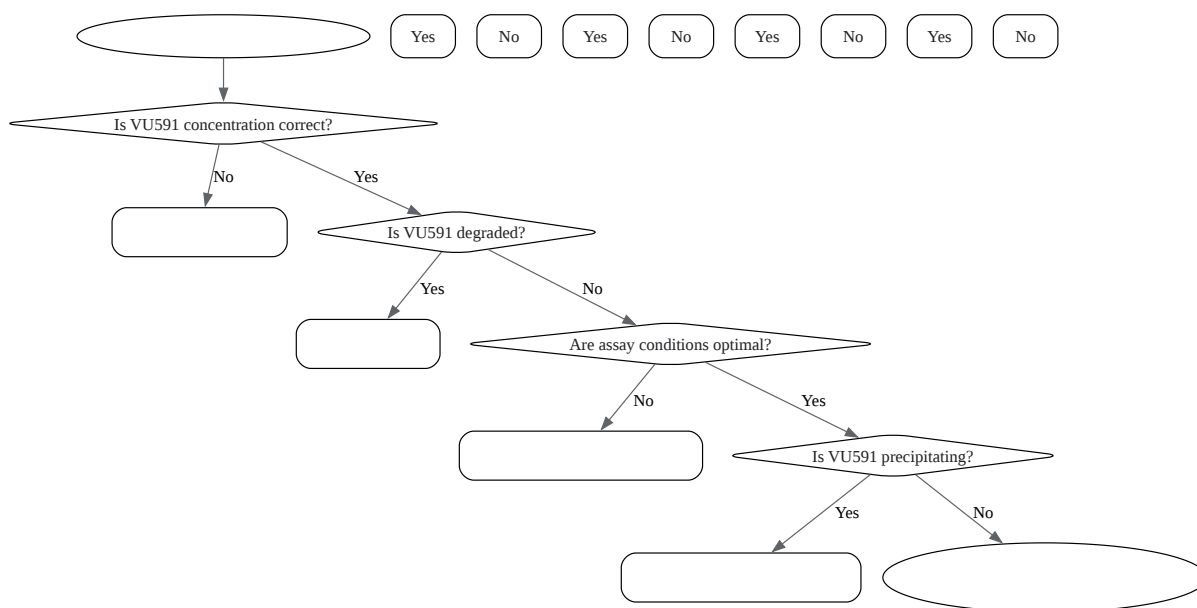 Yes
No
Yes
No
Yes
No
Yes
No
Is VU591 concentration correct?
No
Yes
Is VU591 degraded?
Yes
No
Are assay conditions optimal?
No
Yes
Is VU591 precipitating?
Yes
No